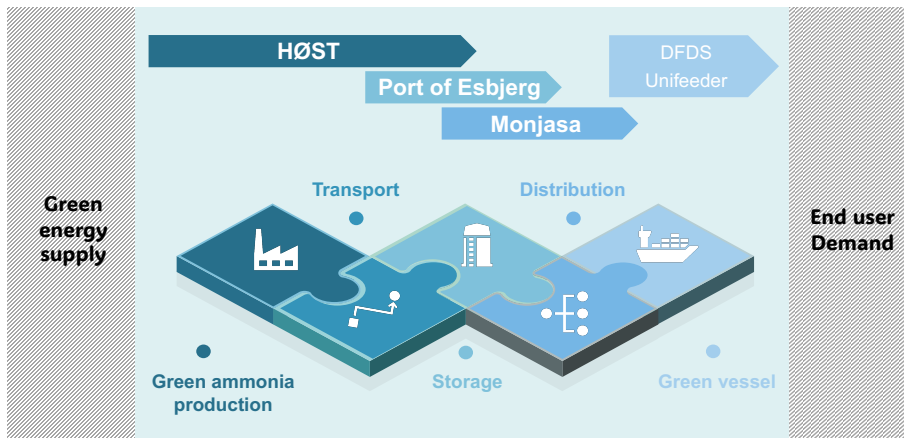 HØST
Port of Esbjerg
Monjasa
DFDS
Unifeeder
Green
energy
supply
Transport
Distribution
End user
Demand
Green ammonia
production
Storage
Green vessel